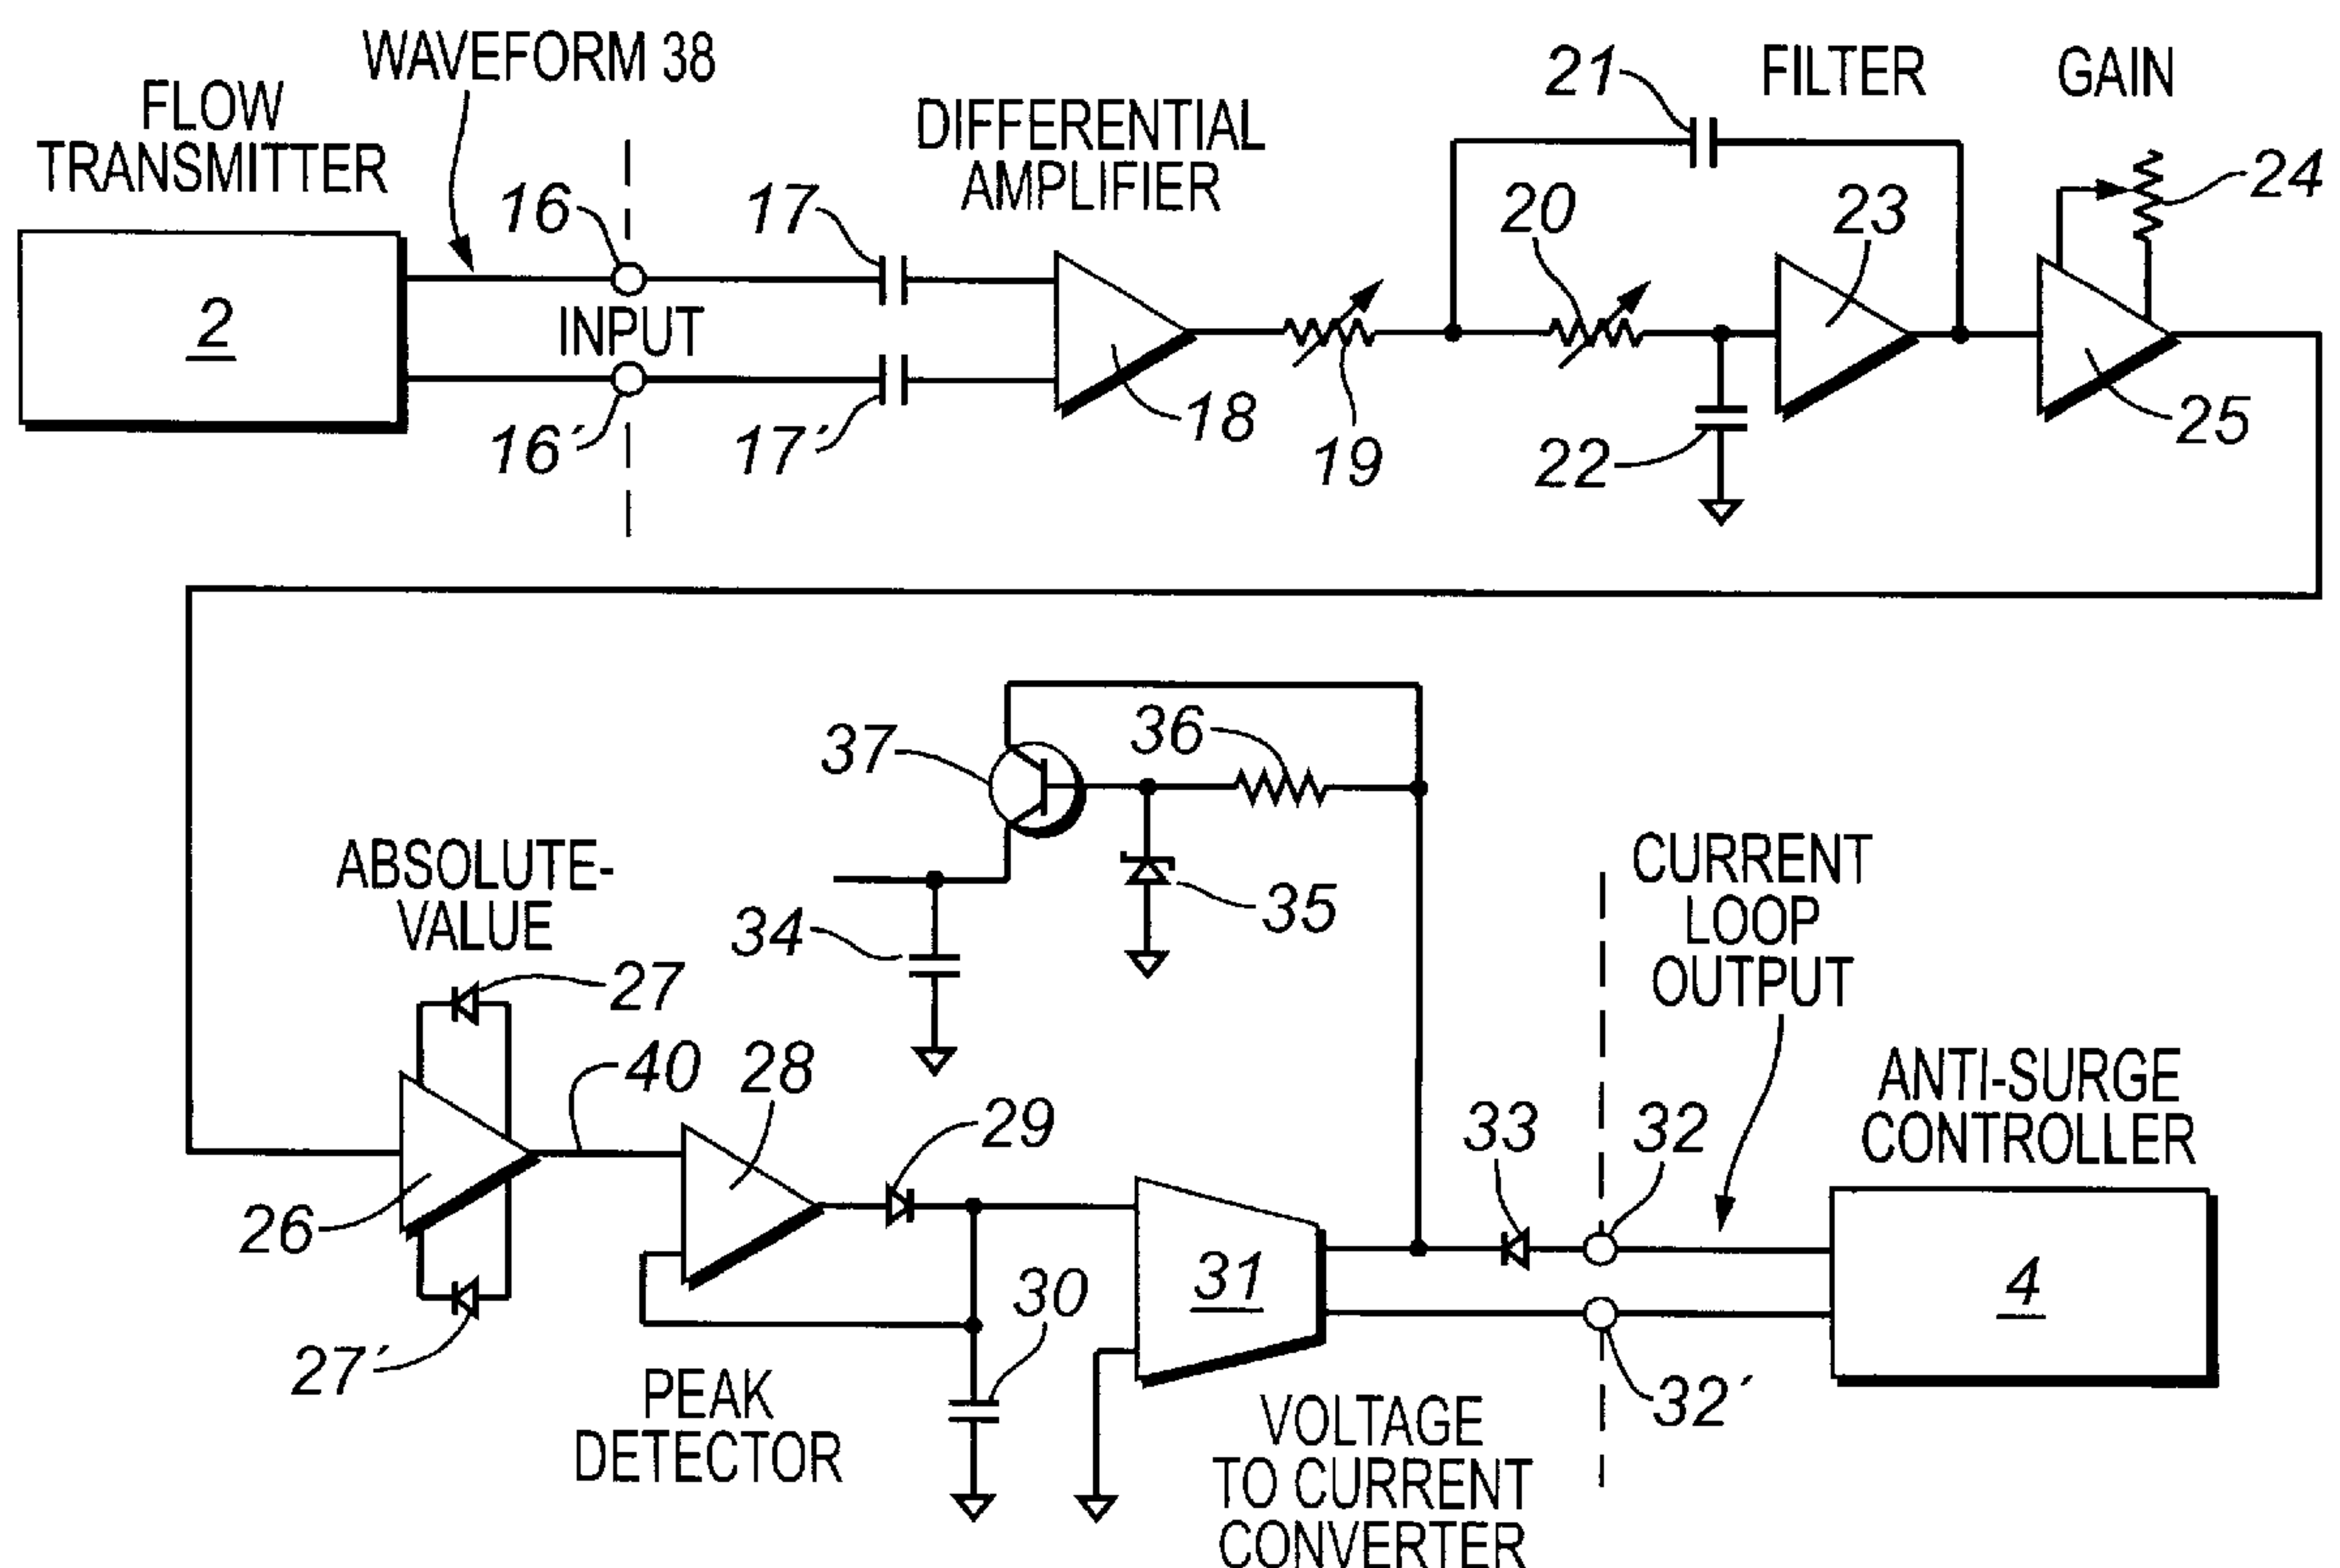 WAVEFORM 38
FLOW
TRANSMITTER
2
16
INPUT
16´
17
17´
DIFFERENTIAL
AMPLIFIER
18
19
21
20
22
FILTER
23
GAIN
24
25
37
36
35
34
ABSOLUTE-
VALUE
27
26
27´
40
28
29
30
PEAK
DETECTOR
31
VOLTAGE
TO CURRENT
CONVERTER
33
32
32´
CURRENT
LOOP
OUTPUT
ANTI-SURGE
CONTROLLER
4